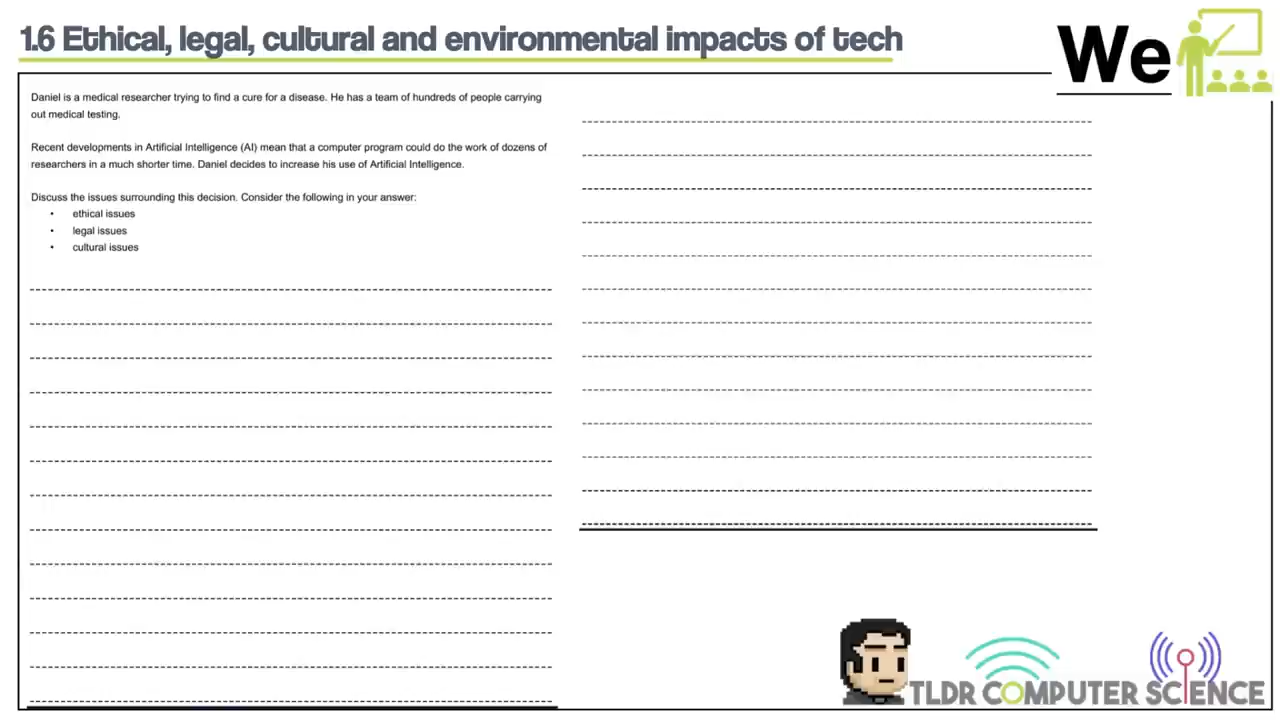 1.6 Ethical, legal, cultural and environmental impacts of tech
We
Daniel is a medical researcher trying to find a cure for a disease. He has a team of hundreds of people carrying
out medical testing.
Recent developments in Artificial Intelligence (AI) mean that a computer program could do the work of dozens of
researchers in a much shorter time. Daniel decides to increase his use of Artificial Intelligence.
Discuss the issues surrounding this decision. Consider the following in your answer:
• ethical issues
• legal issues
• cultural issues
TLDR COMPUTER SCIENCE